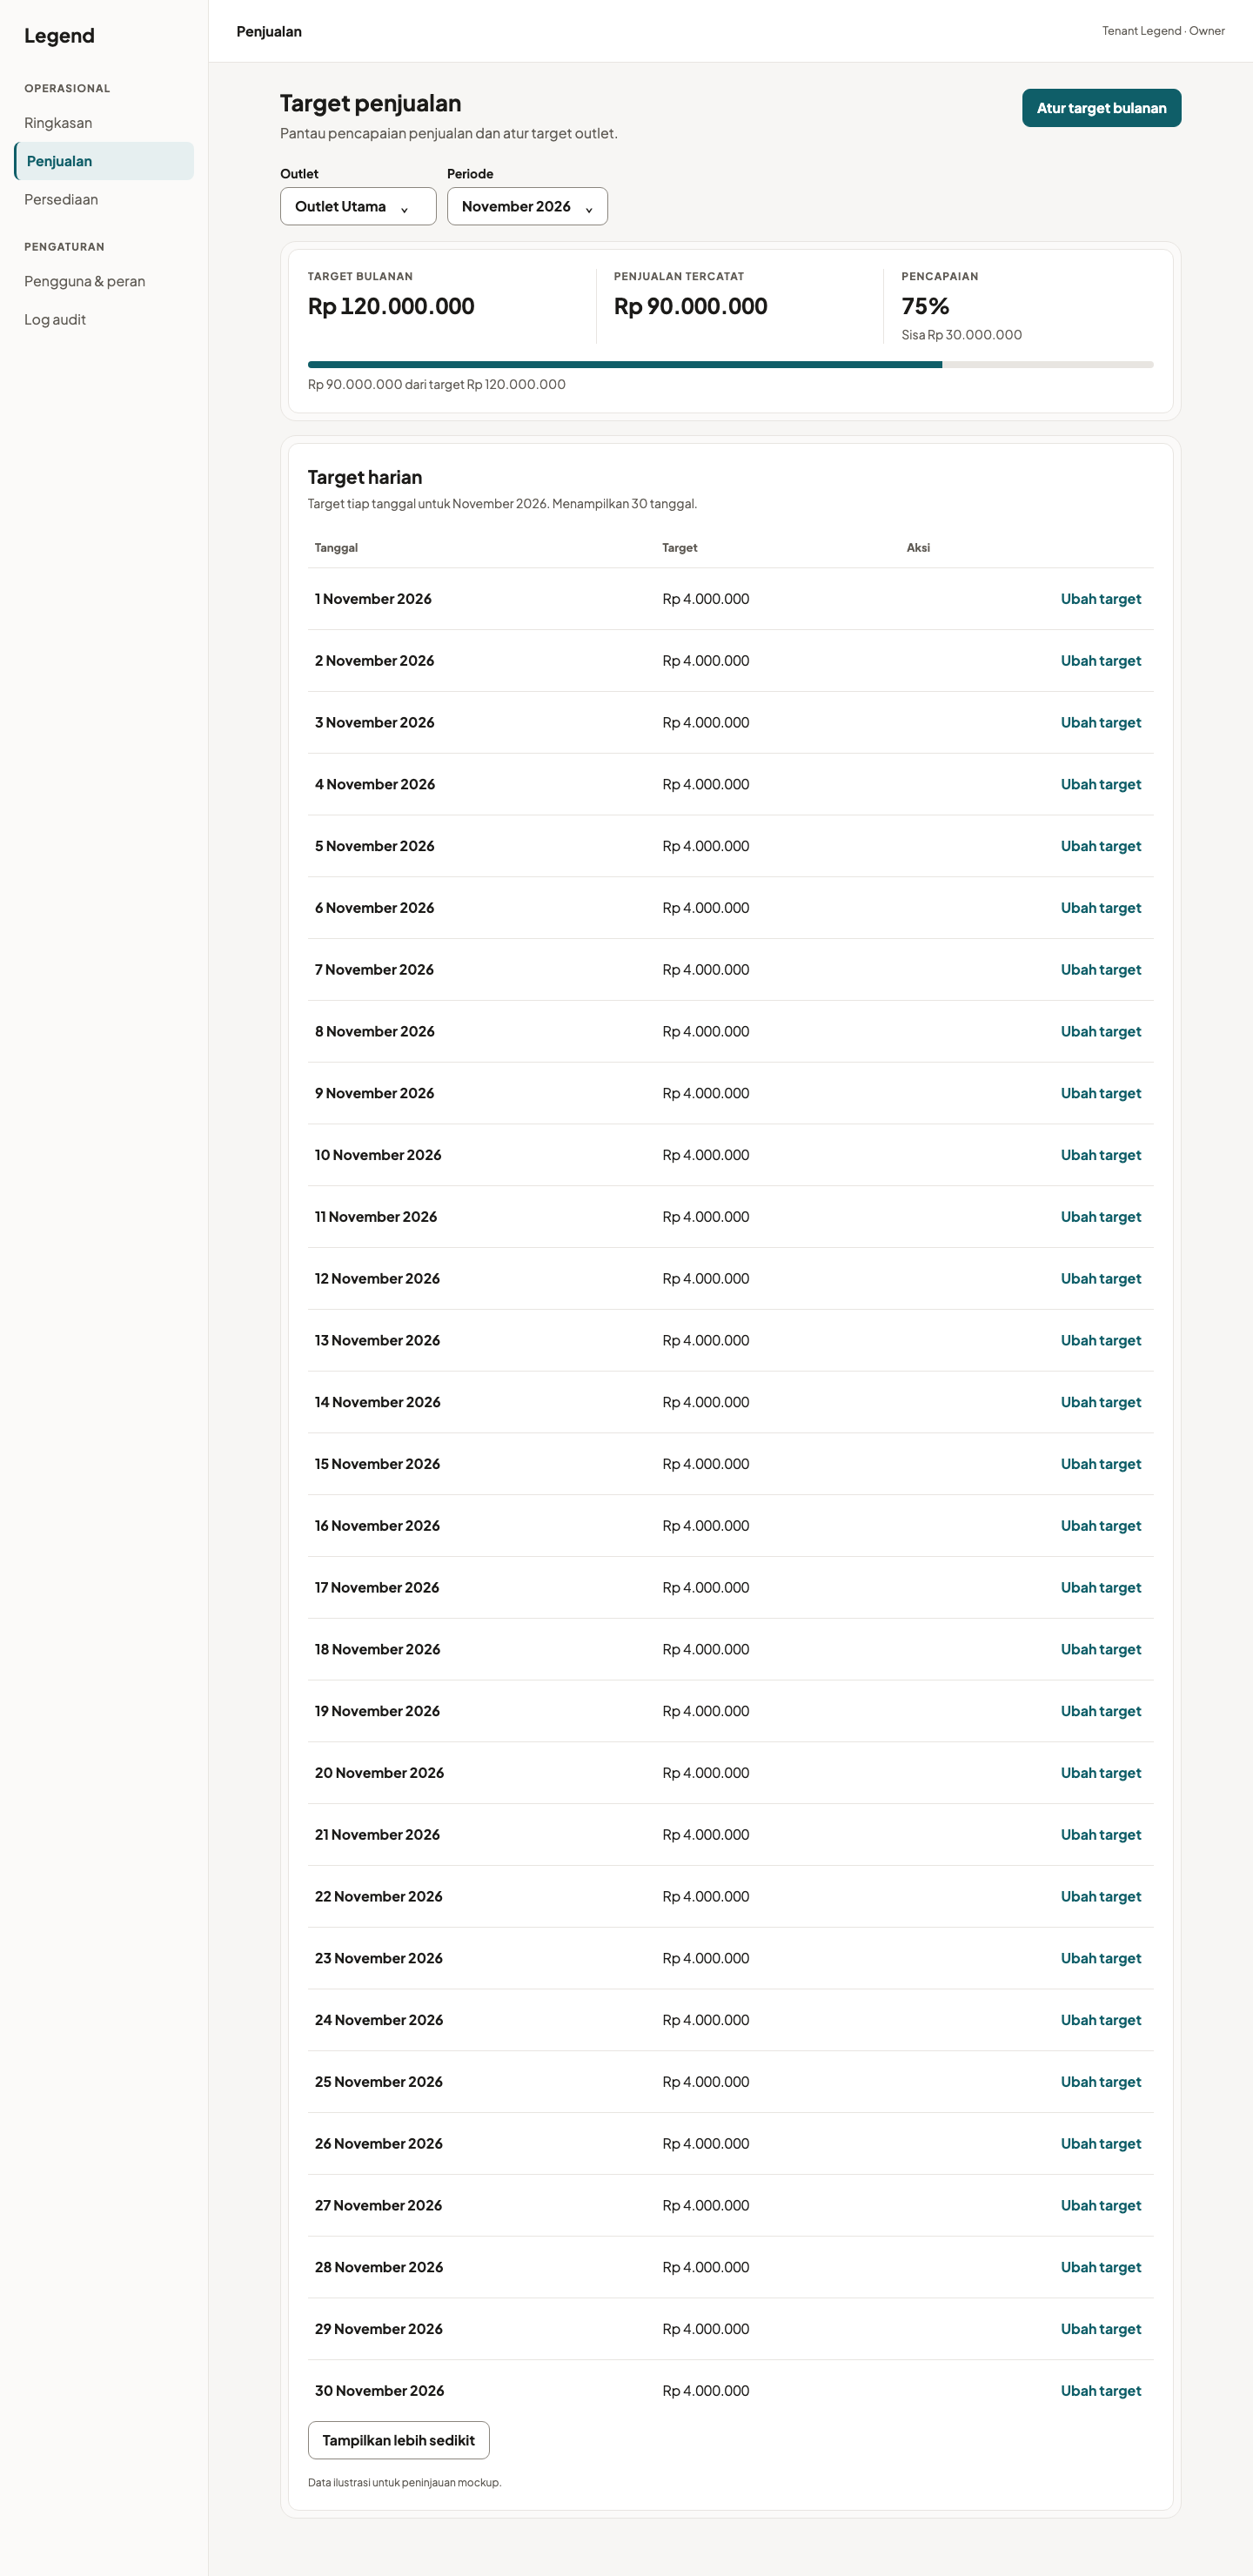 Legend
OPERASIONAL
Ringkasan
Penjualan
Persediaan
PENGATURAN
Pengguna & peran
Log audit
Penjualan
Tenant Legend · Owner
Target penjualan
Pantau pencapaian penjualan dan atur target outlet.
Atur target bulanan
Outlet
Outlet Utama
Periode
November 2026
TARGET BULANAN
Rp 120.000.000
PENJUALAN TERCATAT
Rp 90.000.000
PENCAPAIAN
75%
Sisa Rp 30.000.000
Rp 90.000.000 dari target Rp 120.000.000
Target harian
Target tiap tanggal untuk November 2026. Menampilkan 30 tanggal.
Tanggal Target Aksi
1 November 2026 Rp 4.000.000 Ubah target
2 November 2026 Rp 4.000.000 Ubah target
3 November 2026 Rp 4.000.000 Ubah target
4 November 2026 Rp 4.000.000 Ubah target
5 November 2026 Rp 4.000.000 Ubah target
6 November 2026 Rp 4.000.000 Ubah target
7 November 2026 Rp 4.000.000 Ubah target
8 November 2026 Rp 4.000.000 Ubah target
9 November 2026 Rp 4.000.000 Ubah target
10 November 2026 Rp 4.000.000 Ubah target
11 November 2026 Rp 4.000.000 Ubah target
12 November 2026 Rp 4.000.000 Ubah target
13 November 2026 Rp 4.000.000 Ubah target
14 November 2026 Rp 4.000.000 Ubah target
15 November 2026 Rp 4.000.000 Ubah target
16 November 2026 Rp 4.000.000 Ubah target
17 November 2026 Rp 4.000.000 Ubah target
18 November 2026 Rp 4.000.000 Ubah target
19 November 2026 Rp 4.000.000 Ubah target
20 November 2026 Rp 4.000.000 Ubah target
21 November 2026 Rp 4.000.000 Ubah target
22 November 2026 Rp 4.000.000 Ubah target
23 November 2026 Rp 4.000.000 Ubah target
24 November 2026 Rp 4.000.000 Ubah target
25 November 2026 Rp 4.000.000 Ubah target
26 November 2026 Rp 4.000.000 Ubah target
27 November 2026 Rp 4.000.000 Ubah target
28 November 2026 Rp 4.000.000 Ubah target
29 November 2026 Rp 4.000.000 Ubah target
30 November 2026 Rp 4.000.000 Ubah target
Tampilkan lebih sedikit
Data ilustrasi untuk peninjauan mockup.